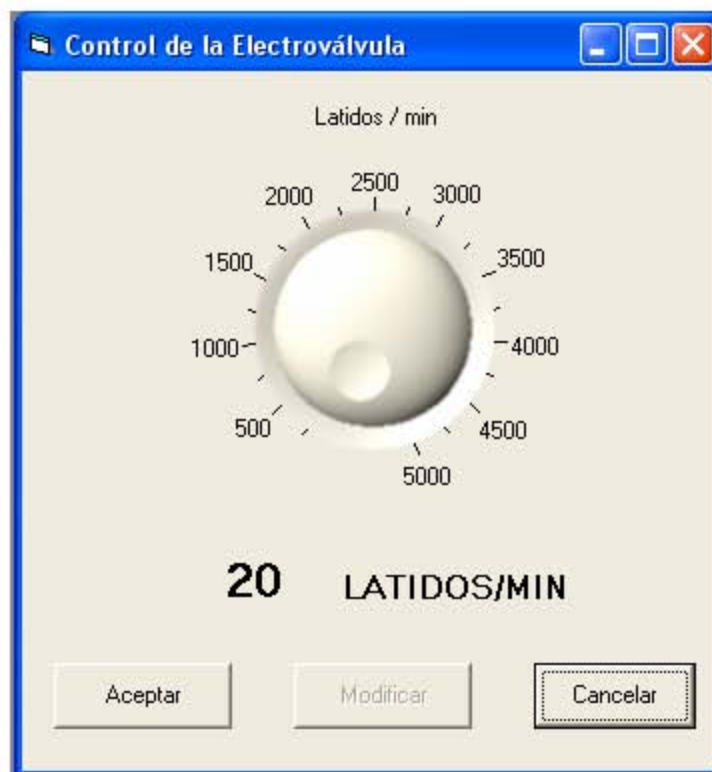 Control de la Electroválvula
Latidos / min
2500
2000
3000
1500
3500
1000
4000
500
4500
5000
20 LATIDOS/MIN
Aceptar Modificar Cancelar